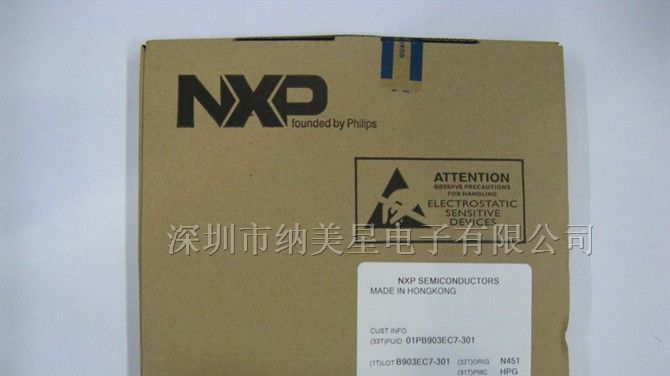 NXP
founded by Philips
ATTENTION
OBSERVE PRECAUTIONS
FOR HANDLING
ELECTROSTATIC
SENSITIVE
DEVICES
深圳市纳美星电子有限公司
NXP SEMICONDUCTORS
MADE IN HONGKONG
CUST INFO.
(33T)PUID 01PB903EC7-301
(1T)LOT B903EC7-301 (32T)ORIG N451
(31T)PMC HPG